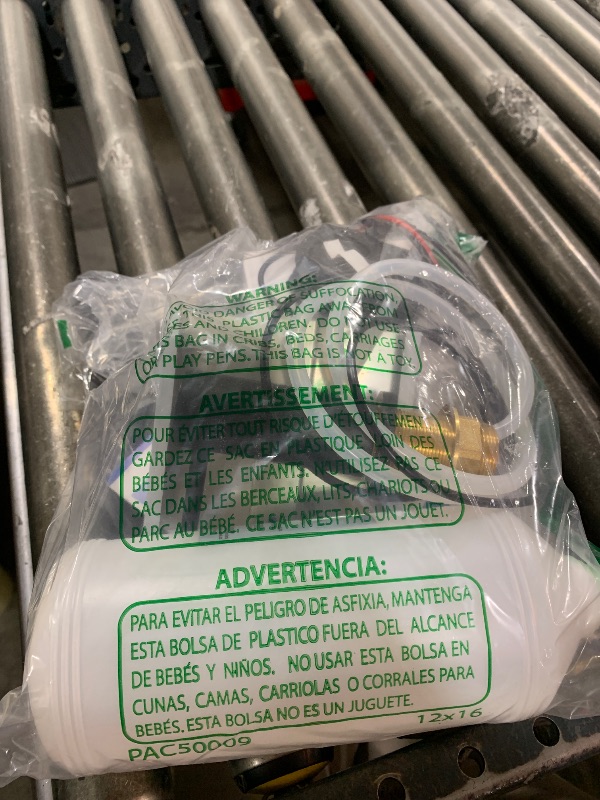 WARNING:
DANGER OF SUFFOCATION,
AN PLASTIC BAG AWAY FROM
CHILDREN. DO NOT USE
BAG IN CRIBS, BEDS, CARRIAGES
OR PLAY PENS. THIS BAG IS NOT A TOY.
AVERTISSEMENT:
POUR ÉVITER TOUT RISQUE D'ÉTOUFFEMENT
GARDEZ CE SAC EN PLASTIQUE LOIN DES
BÉBÉS ET LES ENFANTS. N'UTILISEZ PAS CE
SAC DANS LES BERCEAUX, LITS, CHARIOTS OU
PARC AU BÉBÉ. CE SAC N'EST PAS UN JOUET.
ADVERTENCIA:
PARA EVITAR EL PELIGRO DE ASFIXIA, MANTENGA
ESTA BOLSA DE PLASTICO FUERA DEL ALCANCE
DE BEBÉS Y NIÑOS. NO USAR ESTA BOLSA EN
CUNAS, CAMAS, CARRIOLAS O CORRALES PARA
BEBÉS. ESTA BOLSA NO ES UN JUGUETE.
PAC50009 12x16